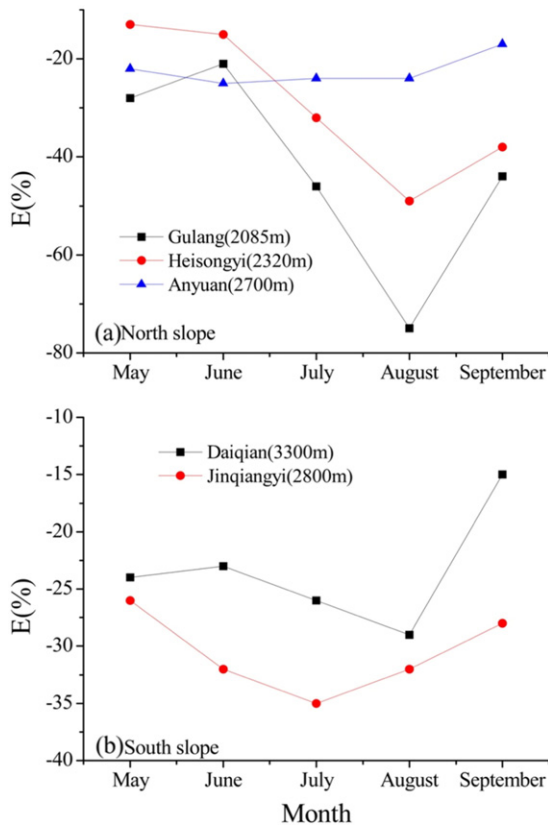 -20
-40
-60
-80
E(%)
Gulang(2085m)
Heisongyi(2320m)
Anyuan(2700m)
(a)North slope
May June July August September
-10
-15
-20
-25
-30
-35
-40
E(%)
Daiqian(3300m)
Jinqiangyi(2800m)
(b)South slope
May June July August September
Month